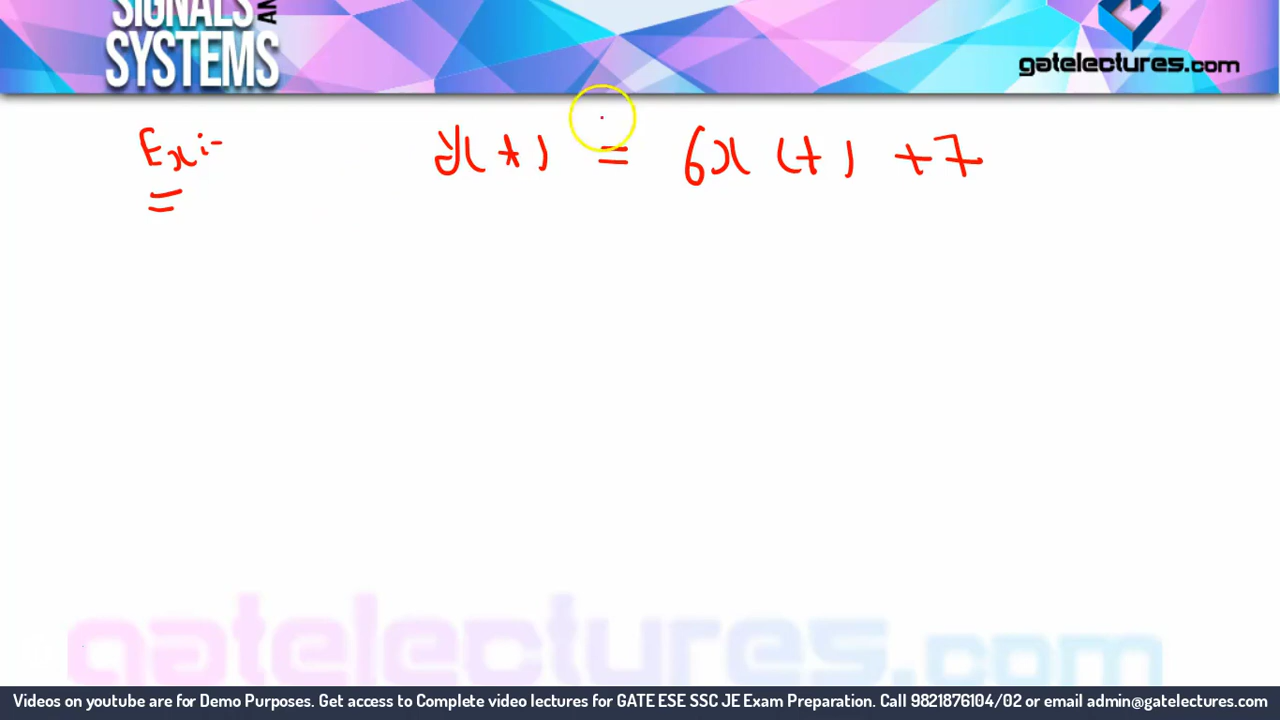 SIGNALS AND
SYSTEMS
gatelectures.com
Ex:- y(t) = 6x(t) + 7
gatelectures.com
Videos on youtube are for Demo Purposes. Get access to Complete video lectures for GATE ESE SSC JE Exam Preparation. Call 9821876104/02 or email admin@gatelectures.com